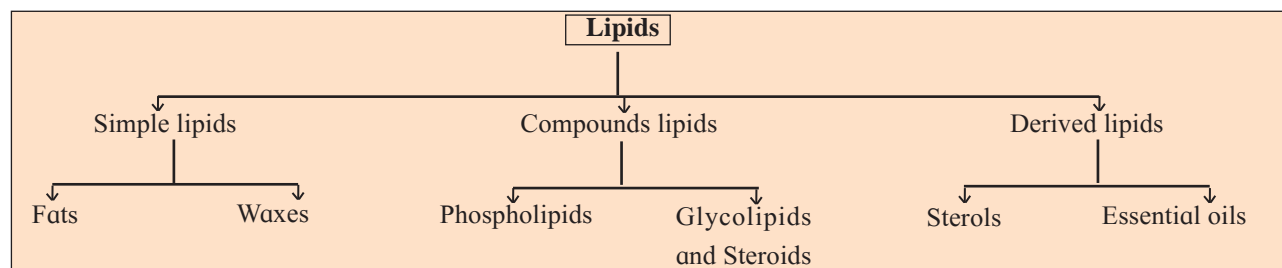 Lipids
Simple lipids Compounds lipids Derived lipids
Fats Waxes Phospholipids Glycolipids Sterols Essential oils
and Steroids